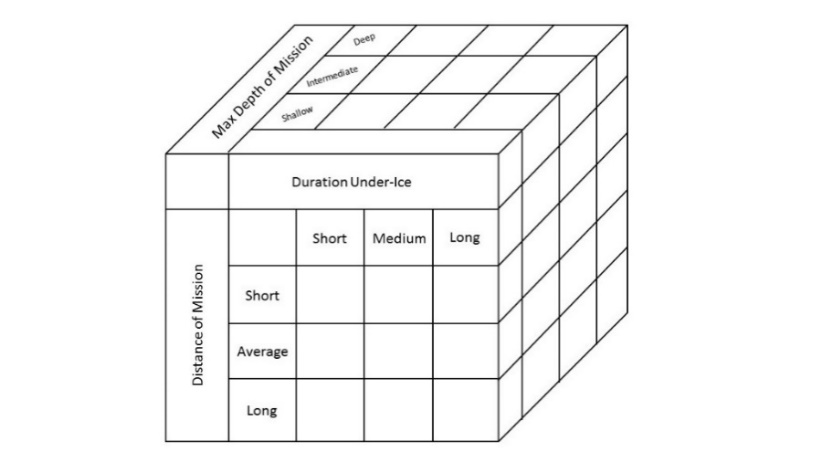 Max Depth of Mission
Deep
Intermediate
Shallow
Duration Under-Ice
Short
Medium
Long
Distance of Mission
Short
Average
Long